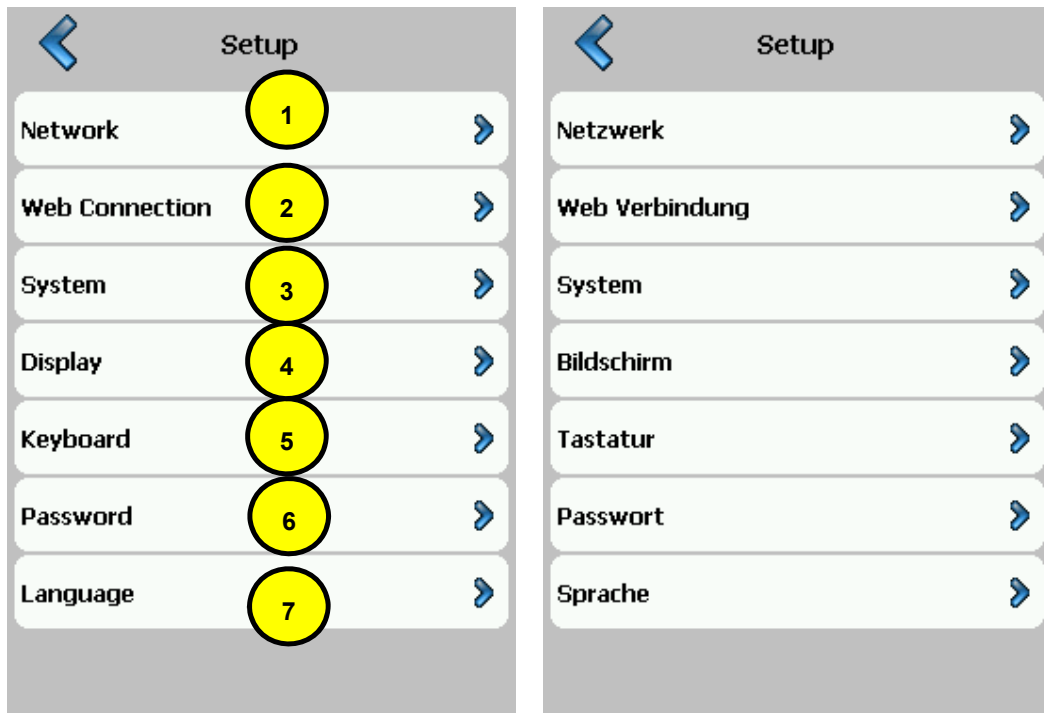 Setup
Network
1
Web Connection
2
System
3
Display
4
Keyboard
5
Password
6
Language
7
Setup
Netzwerk
Web Verbindung
System
Bildschirm
Tastatur
Passwort
Sprache